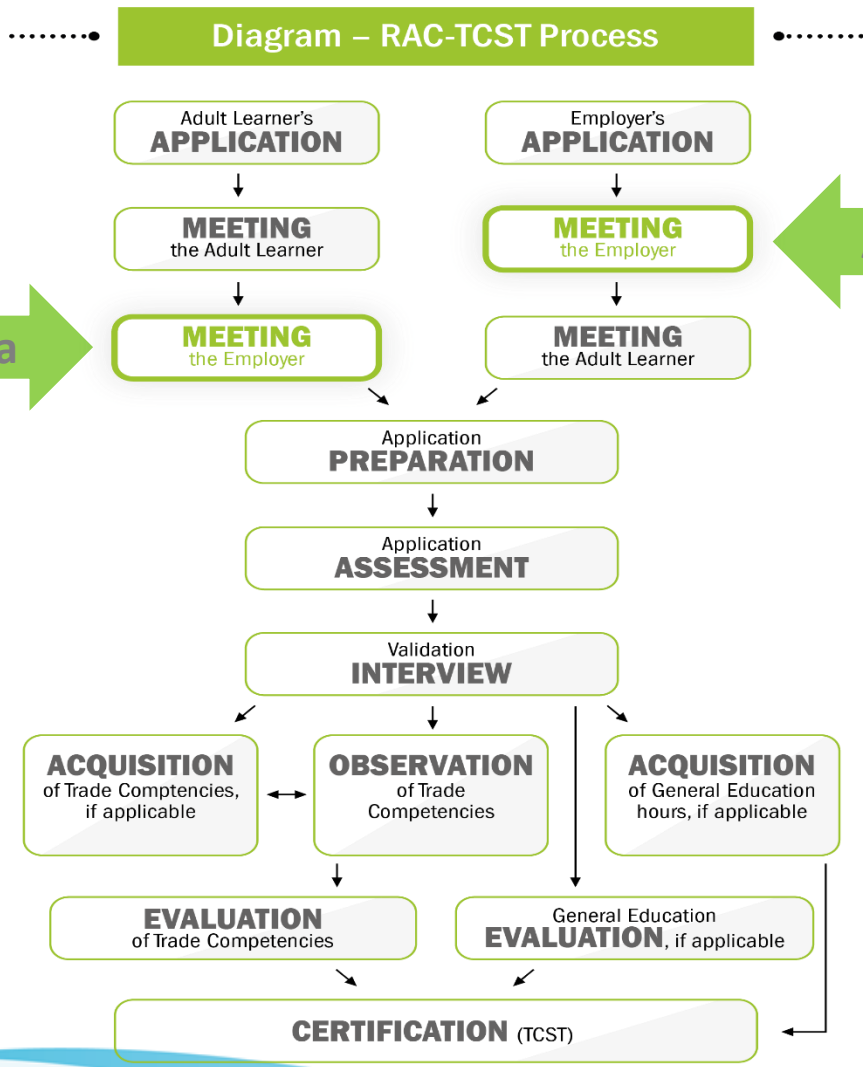 Diagram – RAC-TCST Process
Adult Learner's
APPLICATION
Employer's
APPLICATION
MEETING
the Adult Learner
MEETING
the Employer
MEETING
the Employer
MEETING
the Adult Learner
a
Application
PREPARATION
Application
ASSESSMENT
Validation
INTERVIEW
ACQUISITION
of Trade Comptencies,
if applicable
OBSERVATION
of Trade
Competencies
ACQUISITION
of General Education
hours, if applicable
EVALUATION
of Trade Competencies
General Education
EVALUATION, if applicable
CERTIFICATION (TCST)